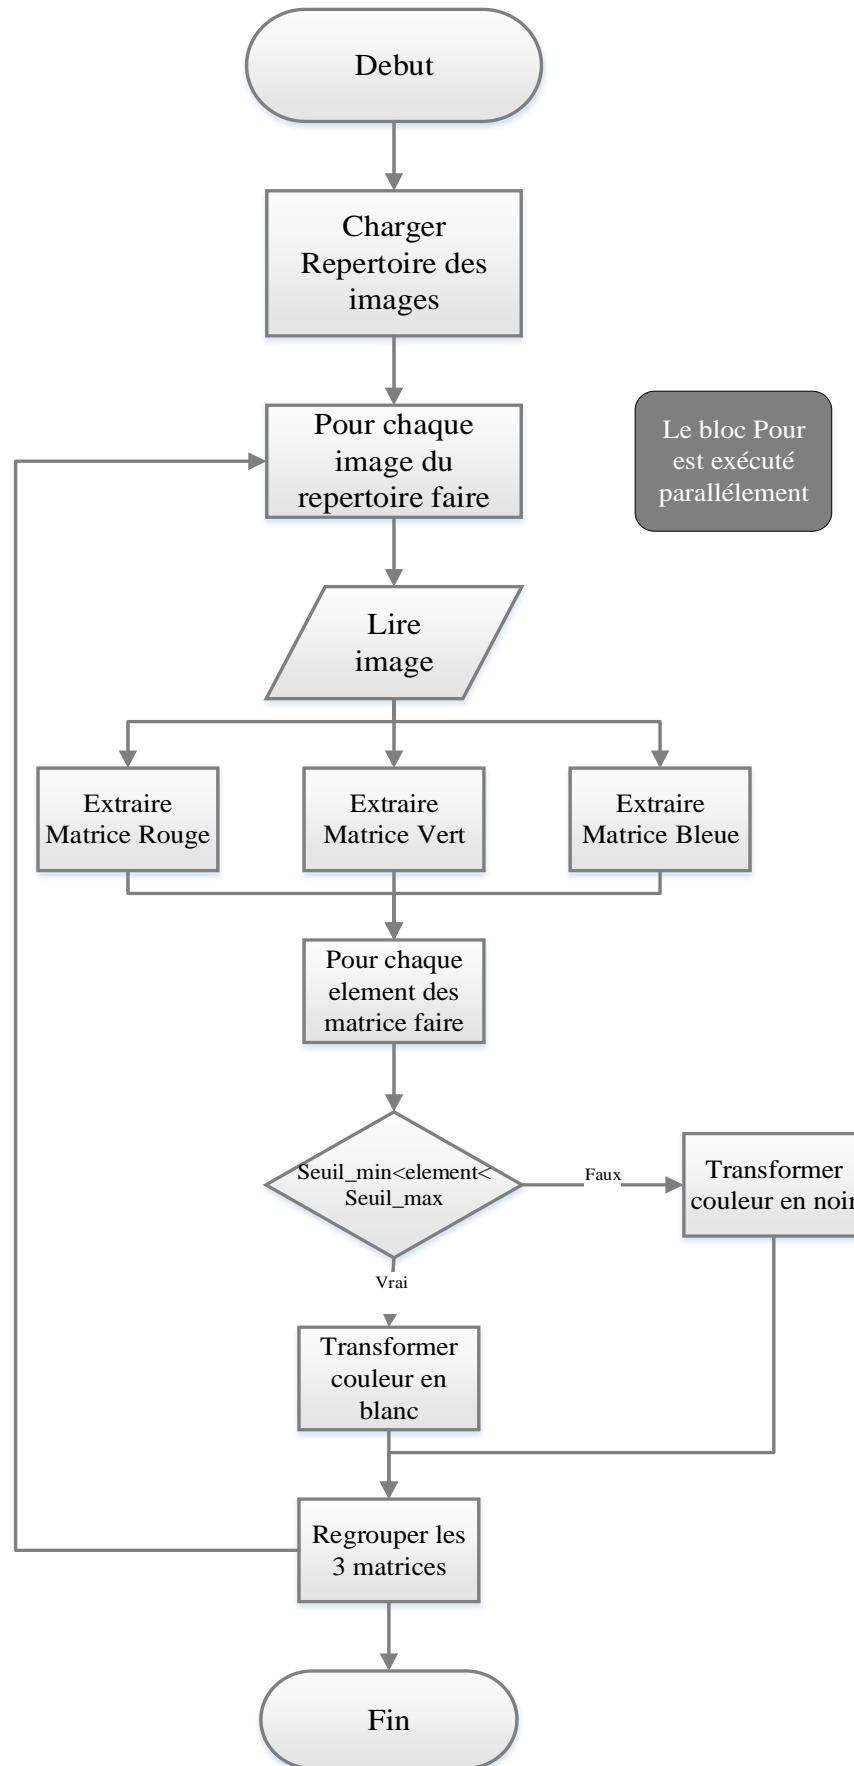 Debut
Charger
Repertoire des
images
Pour chaque
image du
repertoire faire
Le bloc Pour
est exécuté
parallélement
Lire
image
Extraire
Matrice Rouge
Extraire
Matrice Vert
Extraire
Matrice Bleue
Pour chaque
element des
matrice faire
Seuil_min<element<
Seuil_max
Faux
Transformer
couleur en noir
Vrai
Transformer
couleur en
blanc
Regrouper les
3 matrices
Fin